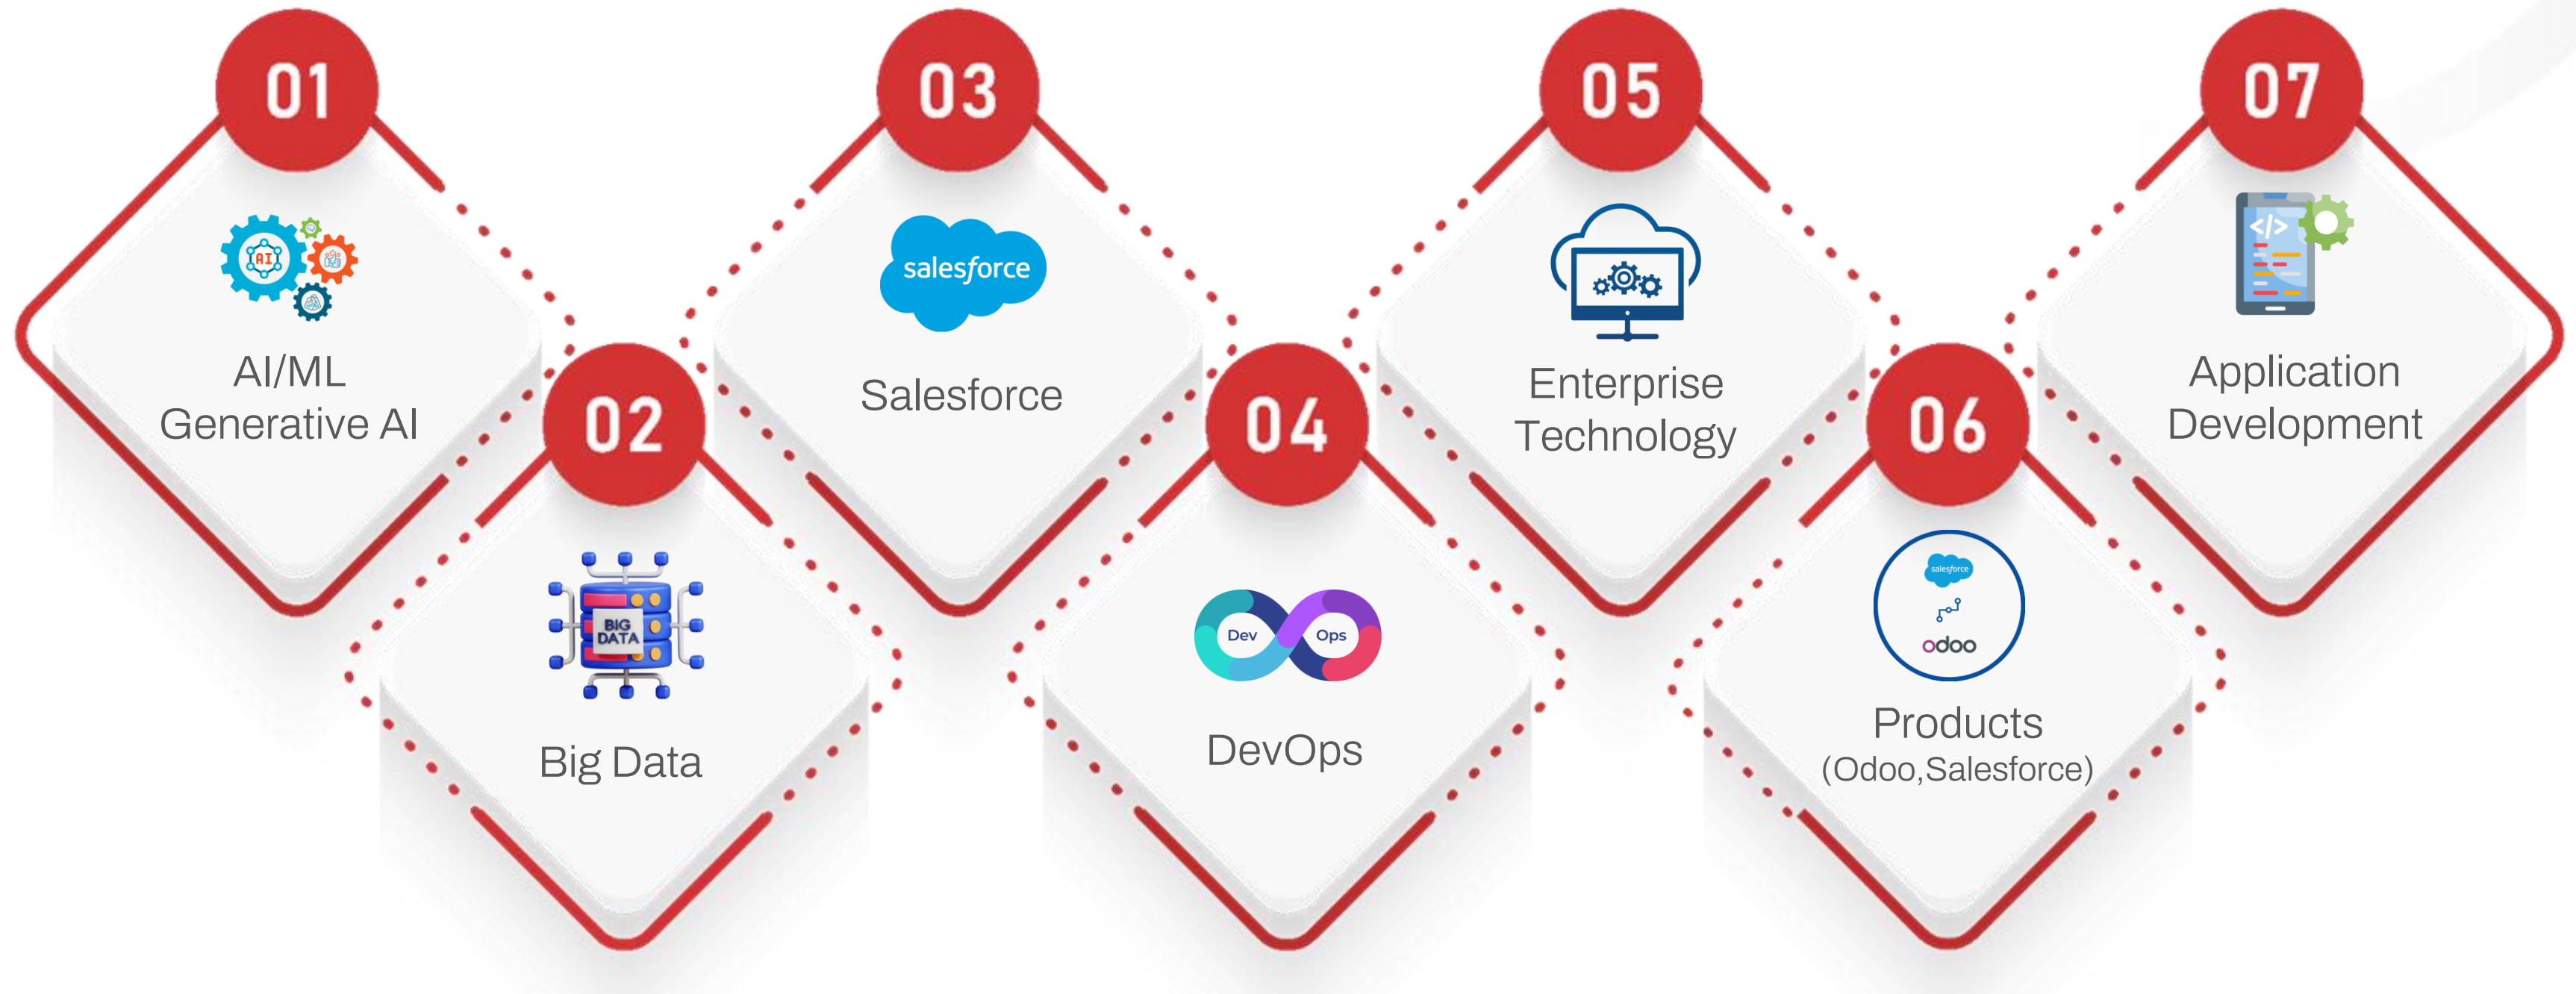 01
AI
AI/ML
Generative AI
02
BIG
DATA
Big Data
03
salesforce
Salesforce
04
Dev Ops
DevOps
05
Enterprise
Technology
06
salesforce
odoo
Products
(Odoo,Salesforce)
07
</>
Application
Development